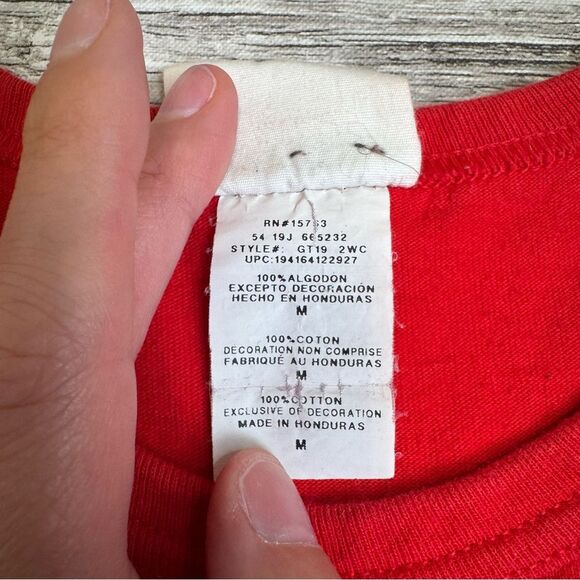 RN#15763
54 19J 665232
STYLE#: GT19 2WC
UPC:194164122927
100%ALGODON
EXCEPTO DECORACIÓN
HECHO EN HONDURAS
M
100%COTON
DECORATION NON COMPRISE
FABRIQUÉ AU HONDURAS
M
100%COTTON
EXCLUSIVE OF DECORATION
MADE IN HONDURAS
M